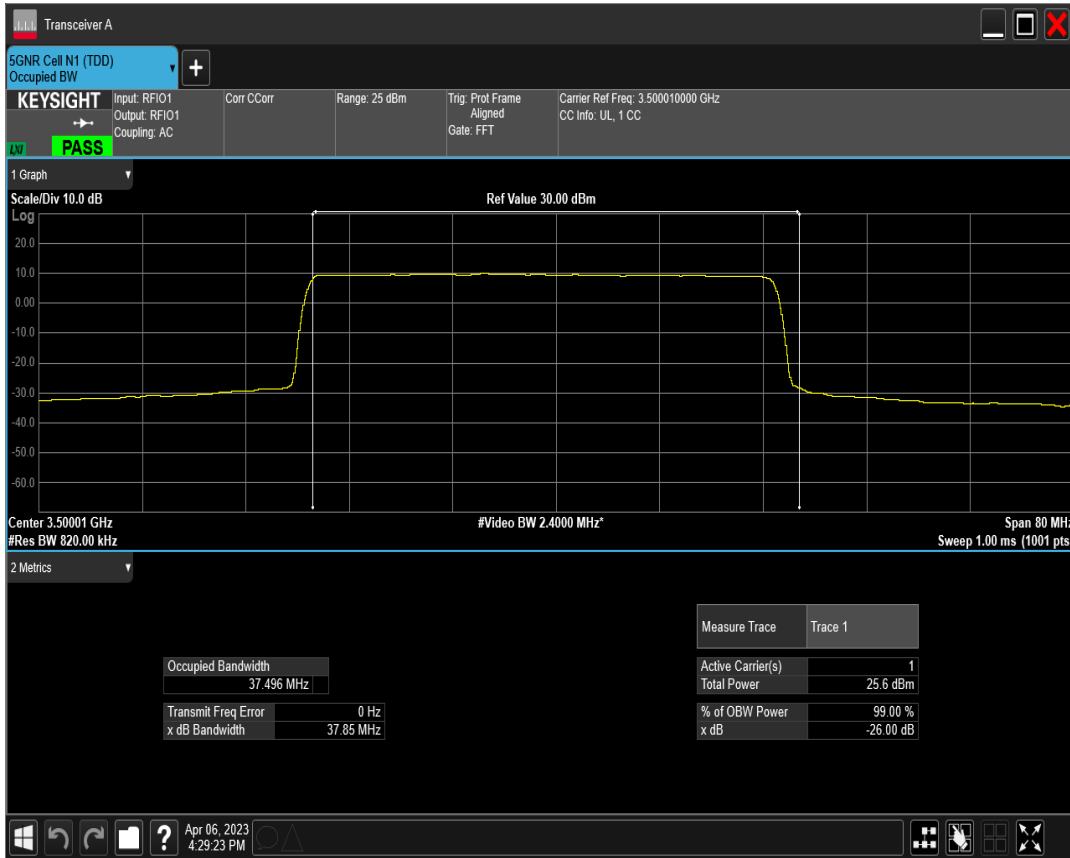 Transceiver A
5GNR Cell N1 (TDD)
Occupied BW
+
KEYSIGHT
LXI
PASS
Input: RFIO1
Output: RFIO1
Coupling: AC
Corr CCorr
Range: 25 dBm
Trig: Prot Frame
Aligned
Gate: FFT
Carrier Ref Freq: 3.500010000 GHz
CC Info: UL, 1 CC
1 Graph
Scale/Div 10.0 dB
Ref Value 30.00 dBm
Log
20.0
10.0
0.00
-10.0
-20.0
-30.0
-40.0
-50.0
-60.0
Center 3.50001 GHz
#Video BW 2.4000 MHz*
Span 80 MHz
#Res BW 820.00 kHz
Sweep 1.00 ms (1001 pts
2 Metrics
Measure Trace Trace 1
Occupied Bandwidth
37.496 MHz
Active Carrier(s) 1
Total Power 25.6 dBm
Transmit Freq Error 0 Hz
x dB Bandwidth 37.85 MHz
% of OBW Power 99.00 %
x dB -26.00 dB
?
Apr 06, 2023
4:29:23 PM